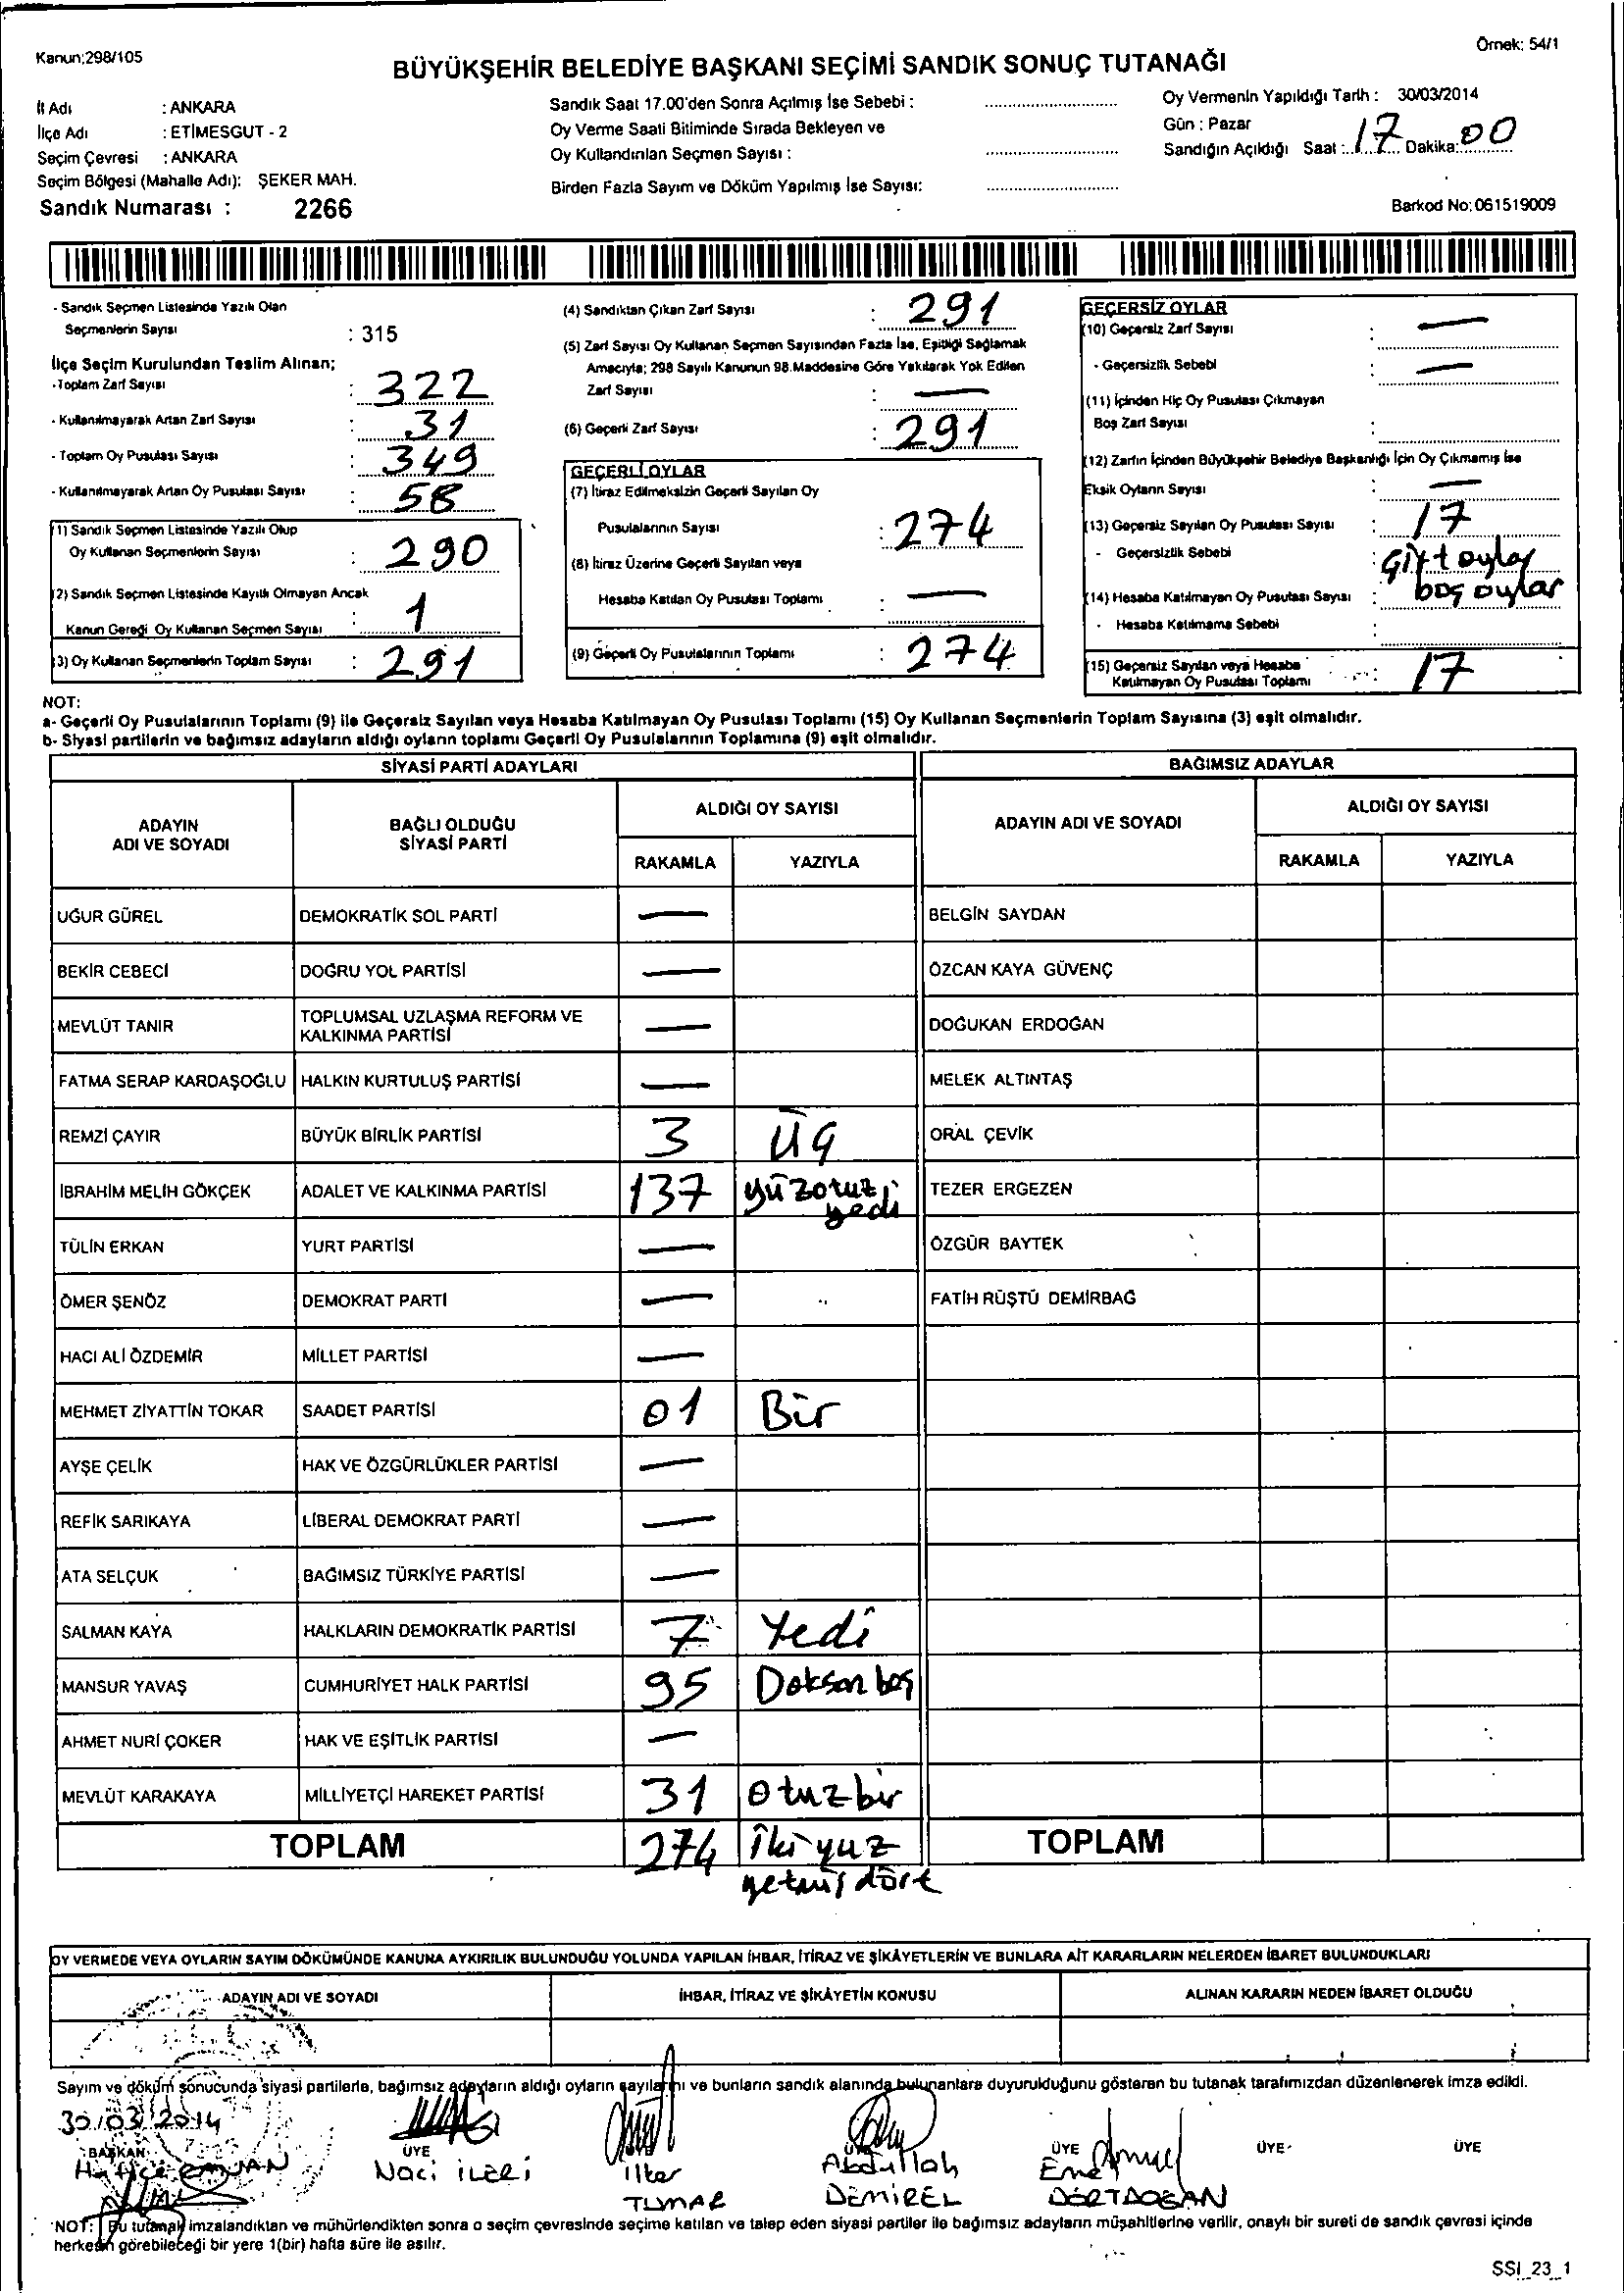 Kanun:298/105
Örnek: 54/1
BÜYÜKŞEHİR BELEDİYE BAŞKANI SEÇİMİ SANDIK SONUÇ TUTANAĞI
İl Adı : ANKARA
İlçe Adı : ETİMESGUT - 2
Seçim Çevresi : ANKARA
Seçim Bölgesi (Mahalle Adı): ŞEKER MAH.
Sandık Numarası : 2266
Sandık Saat 17.00'den Sonra Açılmış İse Sebebi :
Oy Verme Saati Bitiminde Sırada Bekleyen ve
Oy Kullandırılan Seçmen Sayısı :
Birden Fazla Sayım ve Döküm Yapılmış İse Sayısı:
Oy Vermenin Yapıldığı Tarih : 30/03/2014
Gün : Pazar
Sandığın Açıldığı Saat : 17 Dakika: 00
Barkod No: 061519009
- Sandık Seçmen Listesinde Yazılı Olan
Seçmenlerin Sayısı : 315
İlçe Seçim Kurulundan Teslim Alınan;
-Toplam Zarf Sayısı : 322
- Kullanılmayarak Artan Zarf Sayısı : 31
- Toplam Oy Pusulası Sayısı : 349
- Kullanılmayarak Artan Oy Pusulası Sayısı : 58
(1) Sandık Seçmen Listesinde Yazılı Olup
Oy Kullanan Seçmenlerin Sayısı : 290
(2) Sandık Seçmen Listesinde Kayıtlı Olmayan Ancak
Kanun Gereği Oy Kullanan Seçmen Sayısı : 1
(3) Oy Kullanan Seçmenlerin Toplam Sayısı : 291
(4) Sandıktan Çıkan Zarf Sayısı : 291
(5) Zarf Sayısı Oy Kullanan Seçmen Sayısından Fazla İse, Eşitliği Sağlamak
Amacıyla; 298 Sayılı Kanunun 98.Maddesine Göre Yakılarak Yok Edilen
Zarf Sayısı : —
(6) Geçerli Zarf Sayısı : 291
GEÇERLİ OYLAR
(7) İtiraz Edilmeksizin Geçerli Sayılan Oy
Pusulalarının Sayısı : 274
(8) İtiraz Üzerine Geçerli Sayılan veya
Hesaba Katılan Oy Pusulası Toplamı : —
(9) Geçerli Oy Pusulalarının Toplamı : 274
GEÇERSİZ OYLAR
(10) Geçersiz Zarf Sayısı : —
- Geçersizlik Sebebi : —
(11) İçinden Hiç Oy Pusulası Çıkmayan
Boş Zarf Sayısı :
(12) Zarfın İçinden Büyükşehir Belediye Başkanlığı İçin Oy Çıkmamış İse
Eksik Oyların Sayısı : —
(13) Geçersiz Sayılan Oy Pusulası Sayısı : 17
- Geçersizlik Sebebi : Çift oylar
boş oylar
(14) Hesaba Katılmayan Oy Pusulası Sayısı :
- Hesaba Katılmama Sebebi :
(15) Geçersiz Sayılan veya Hesaba
Katılmayan Oy Pusulası Toplamı : 17
NOT:
a- Geçerli Oy Pusulalarının Toplamı (9) ile Geçersiz Sayılan veya Hesaba Katılmayan Oy Pusulası Toplamı (15) Oy Kullanan Seçmenlerin Toplam Sayısına (3) eşit olmalıdır.
b- Siyasi partilerin ve bağımsız adayların aldığı oyların toplamı Geçerli Oy Pusulalarının Toplamına (9) eşit olmalıdır.
SİYASİ PARTİ ADAYLARI
BAĞIMSIZ ADAYLAR
ADAYIN ADI VE SOYADI
BAĞLI OLDUĞU SİYASİ PARTİ
ALDIĞI OY SAYISI
RAKAMLA YAZIYLA
ADAYIN ADI VE SOYADI
ALDIĞI OY SAYISI
RAKAMLA YAZIYLA
UĞUR GÜREL DEMOKRATİK SOL PARTİ — BELGİN SAYDAN
BEKİR CEBECİ DOĞRU YOL PARTİSİ — ÖZCAN KAYA GÜVENÇ
MEVLÜT TANIR TOPLUMSAL UZLAŞMA REFORM VE KALKINMA PARTİSİ — DOĞUKAN ERDOĞAN
FATMA SERAP KARDAŞOĞLU HALKIN KURTULUŞ PARTİSİ — MELEK ALTINTAŞ
REMZİ ÇAYIR BÜYÜK BİRLİK PARTİSİ 3 Üç ORAL ÇEVİK
İBRAHİM MELİH GÖKÇEK ADALET VE KALKINMA PARTİSİ 137 yüzotuz yedi TEZER ERGEZEN
TÜLİN ERKAN YURT PARTİSİ — ÖZGÜR BAYTEK
ÖMER ŞENÖZ DEMOKRAT PARTİ — FATİH RÜŞTÜ DEMİRBAĞ
HACI ALİ ÖZDEMİR MİLLET PARTİSİ —
MEHMET ZİYATTİN TOKAR SAADET PARTİSİ 01 Bir
AYŞE ÇELİK HAK VE ÖZGÜRLÜKLER PARTİSİ —
REFİK SARIKAYA LİBERAL DEMOKRAT PARTİ —
ATA SELÇUK BAĞIMSIZ TÜRKİYE PARTİSİ —
SALMAN KAYA HALKLARIN DEMOKRATİK PARTİSİ 7 Yedi
MANSUR YAVAŞ CUMHURİYET HALK PARTİSİ 95 Doksan beş
AHMET NURİ ÇOKER HAK VE EŞİTLİK PARTİSİ —
MEVLÜT KARAKAYA MİLLİYETÇİ HAREKET PARTİSİ 31 otuzbir
TOPLAM 274 iki yuz yetmiş dört TOPLAM
OY VERMEDE VEYA OYLARIN SAYIM DÖKÜMÜNDE KANUNA AYKIRILIK BULUNDUĞU YOLUNDA YAPILAN İHBAR, İTİRAZ VE ŞİKÂYETLERİN VE BUNLARA AİT KARARLARIN NELERDEN İBARET BULUNDUKLARI
ADAYIN ADI VE SOYADI İHBAR, İTİRAZ VE ŞİKÂYETİN KONUSU ALINAN KARARIN NEDEN İBARET OLDUĞU
Sayım ve döküm sonucunda siyasi partilerle, bağımsız adayların aldığı oyların sayılarını ve bunların sandık alanında bulunanlara duyurulduğunu gösteren bu tutanak tarafımızdan düzenlenerek imza edildi.
30/03/2014
BAŞKAN ÜYE ÜYE ÜYE ÜYE ÜYE
Naci İLERİ
İlker TUMAR
Abdullah DEMİREL
DÖRTDOĞAN
NOT: Bu tutanak imzalandıktan ve mühürlendikten sonra o seçim çevresinde seçime katılan ve talep eden siyasi partiler ile bağımsız adayların müşahitlerine verilir, onaylı bir sureti de sandık çevresi içinde
herkesin görebileceği bir yere 1(bir) hafta süre ile asılır.
SSI_23_1